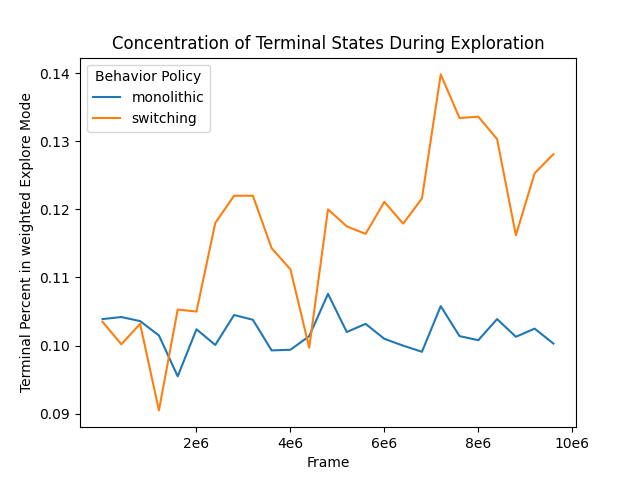 Concentration of Terminal States During Exploration
Behavior Policy
monolithic
switching
Terminal Percent in weighted Explore Mode
0.14
0.13
0.12
0.11
0.10
0.09
2e6 4e6 6e6 8e6 10e6
Frame